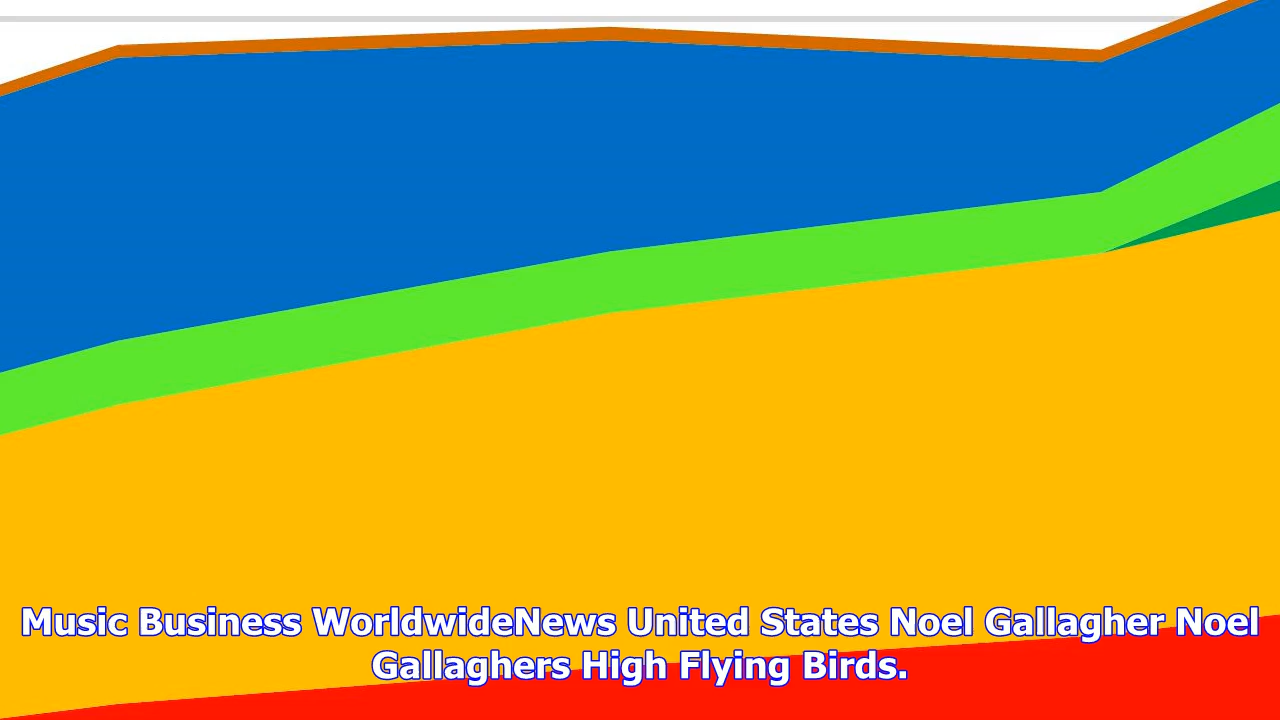 Music Business WorldwideNews United States Noel Gallagher Noel
Gallaghers High Flying Birds.